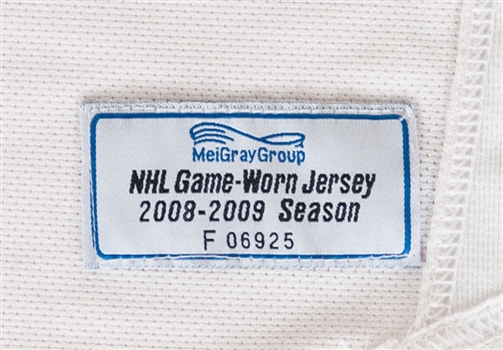 MeiGrayGroup
NHL Game-Worn Jersey
2008-2009 Season
F 06925